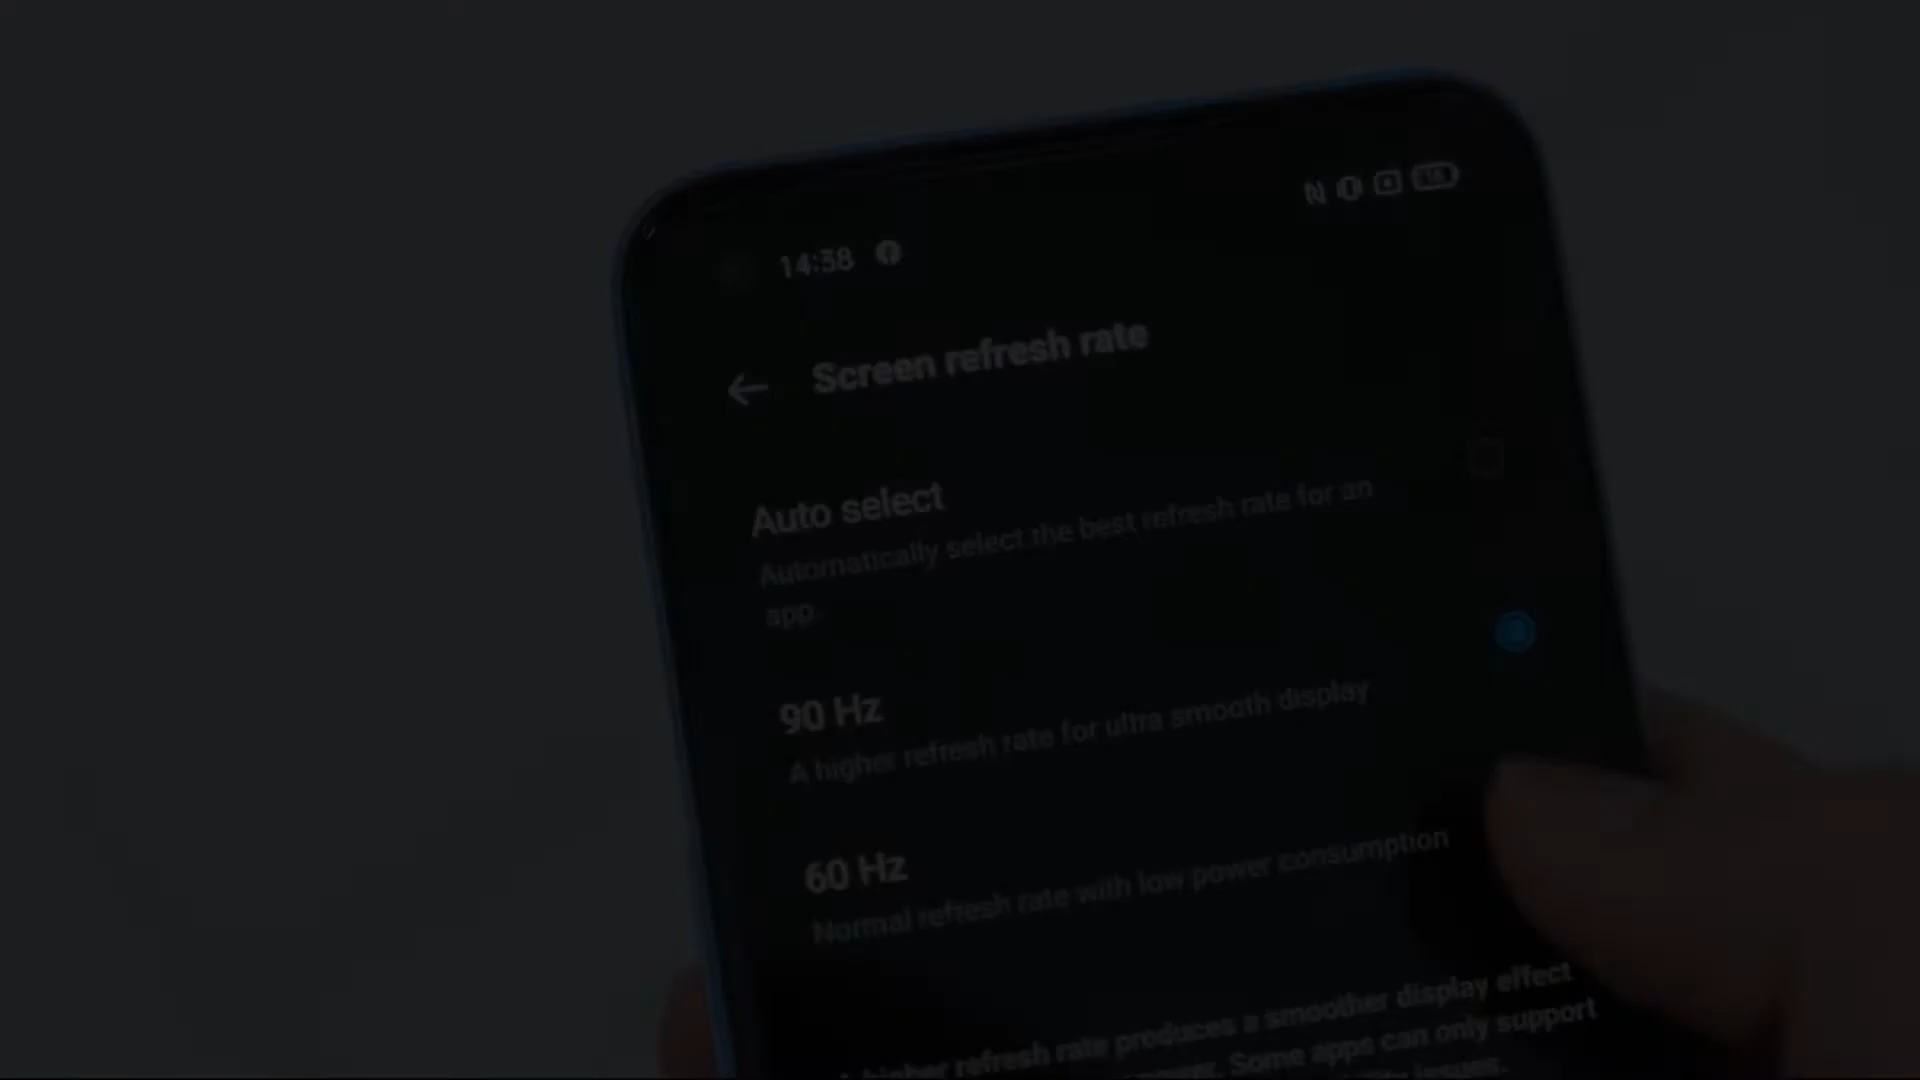 14:38
Screen refresh rate
Auto select
Automatically select the best refresh rate for an
app.
90 Hz
A higher refresh rate for ultra smooth display
60 Hz
Normal refresh rate with low power consumption
higher refresh rate produces a smoother display effect
Some apps can only support
issues.